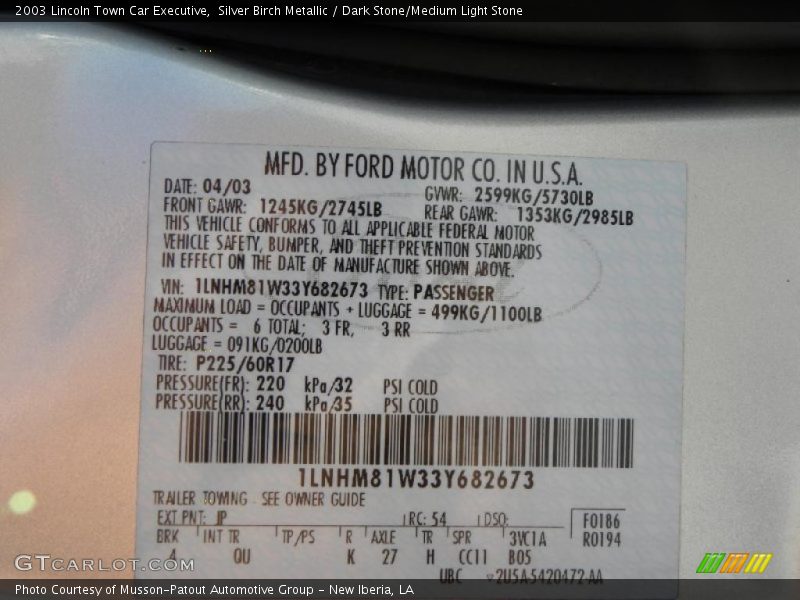 2003 Lincoln Town Car Executive, Silver Birch Metallic / Dark Stone/Medium Light Stone
MFD. BY FORD MOTOR CO. IN U.S.A.
DATE: 04/03 GVWR: 2599KG/5730LB
FRONT GAWR: 1245KG/2745LB REAR GAWR: 1353KG/2985LB
THIS VEHICLE CONFORMS TO ALL APPLICABLE FEDERAL MOTOR
VEHICLE SAFETY, BUMPER, AND THEFT PREVENTION STANDARDS
IN EFFECT ON THE DATE OF MANUFACTURE SHOWN ABOVE.
VIN: 1LNHM81W33Y682673 TYPE: PASSENGER
MAXIMUM LOAD = OCCUPANTS + LUGGAGE = 499KG/1100LB
OCCUPANTS = 6 TOTAL; 3 FR, 3 RR
LUGGAGE = 091KG/0200LB
TIRE: P225/60R17
PRESSURE(FR): 220 kPa/32 PSI COLD
PRESSURE(RR): 240 kPa/35 PSI COLD
1LNHM81W33Y682673
TRAILER TOWING - SEE OWNER GUIDE
EXT PNT: JP RC: 54 DSO: F0186
BRK INT TR TP/PS R AXLE TR SPR 3VC1A R0194
4 OU K 27 H CC11 B05
UBC 2U5A-5420472-AA
GTCARLOT.COM
Photo Courtesy of Musson-Patout Automotive Group - New Iberia, LA